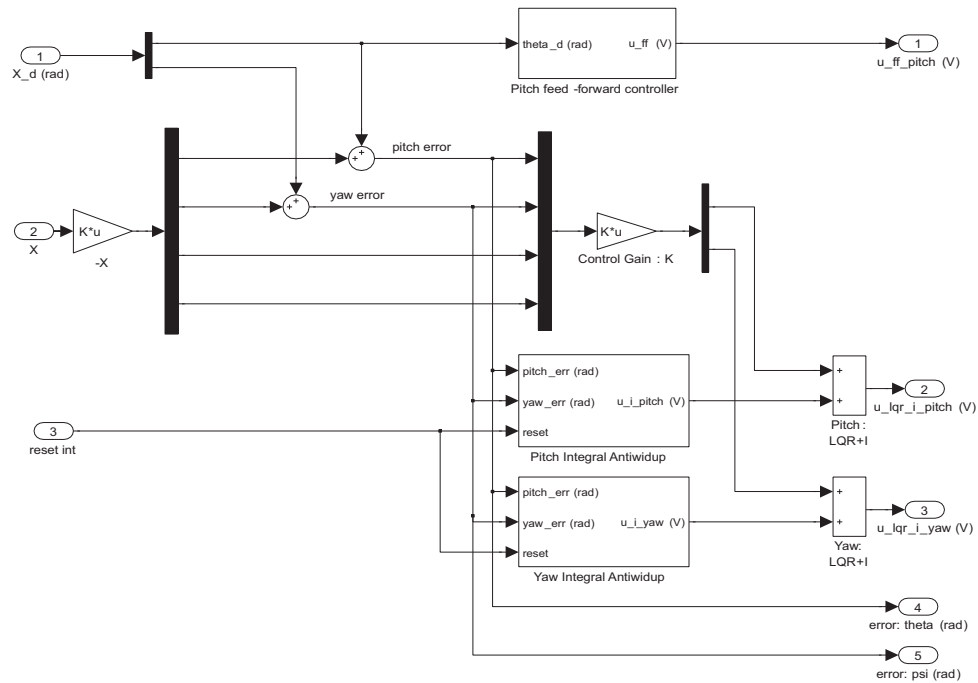 1
X_d (rad)
theta_d (rad)
u_ff (V)
Pitch feed -forward controller
1
u_ff_pitch (V)
+
+
pitch error
+
+
yaw error
2
X
K*u
-X
K*u
Control Gain : K
pitch_err (rad)
yaw_err (rad)
reset
u_i_pitch (V)
Pitch Integral Antiwidup
+
+
Pitch :
LQR+I
2
u_lqr_i_pitch (V)
3
reset int
pitch_err (rad)
yaw_err (rad)
reset
u_i_yaw (V)
Yaw Integral Antiwidup
+
+
Yaw:
LQR+I
3
u_lqr_i_yaw (V)
4
error: theta (rad)
5
error: psi (rad)